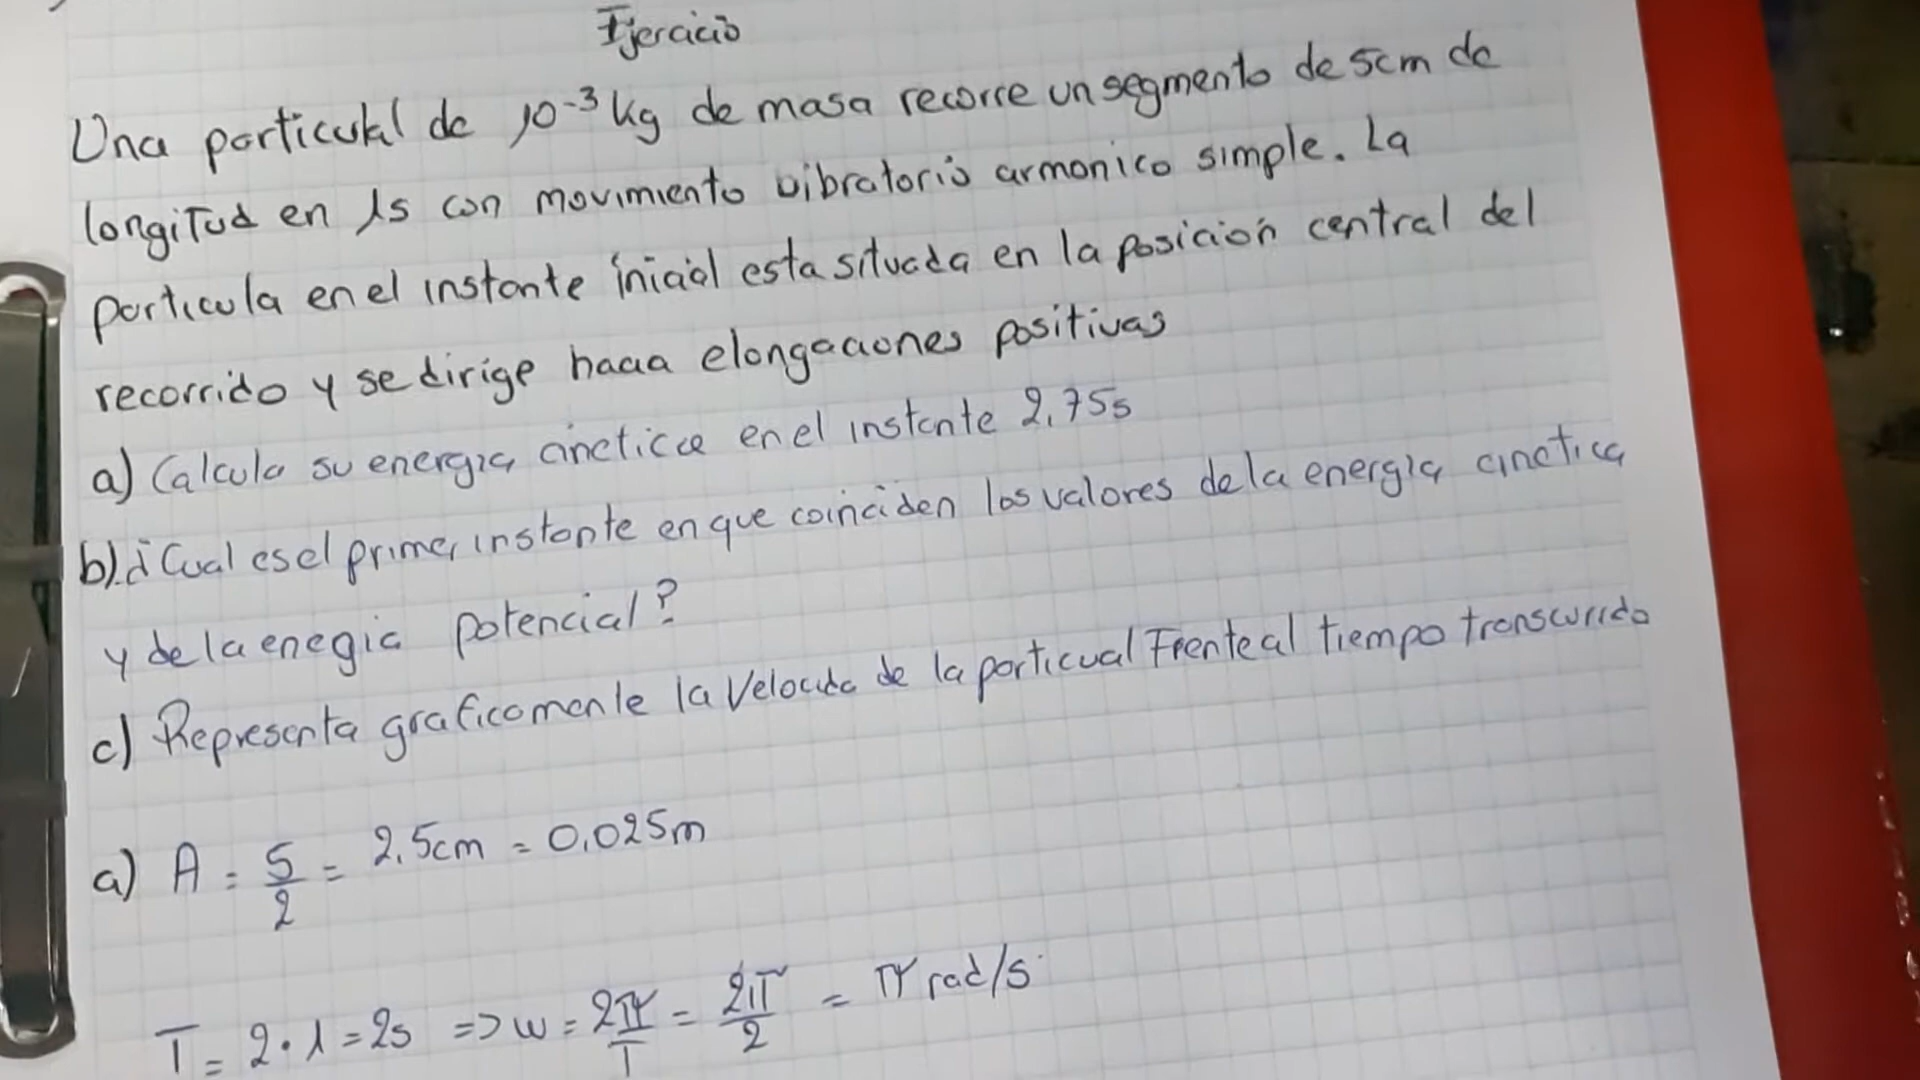 Ejercicio
Una particukal de 10⁻³ kg de masa recorre un segmento de 5cm de
longitud en 1s con movimiento vibratorio armonico simple. La
particula en el instante inicial esta situada en la posición central del
recorrido y se dirige hacia elongaciones positivas
a) Calcula su energia cinetica en el instante 2,75s
b). ¿Cual es el primer instante en que coinciden los valores de la energia cinetica
y de la enegia potencial?
c) Representa graficamente la velocida de la particual Frente al tiempo transcurrido
a) A = 5/2 = 2,5cm = 0,025m
T = 2·1 = 2s => w = 2π/T = 2π/2 = π rad/s